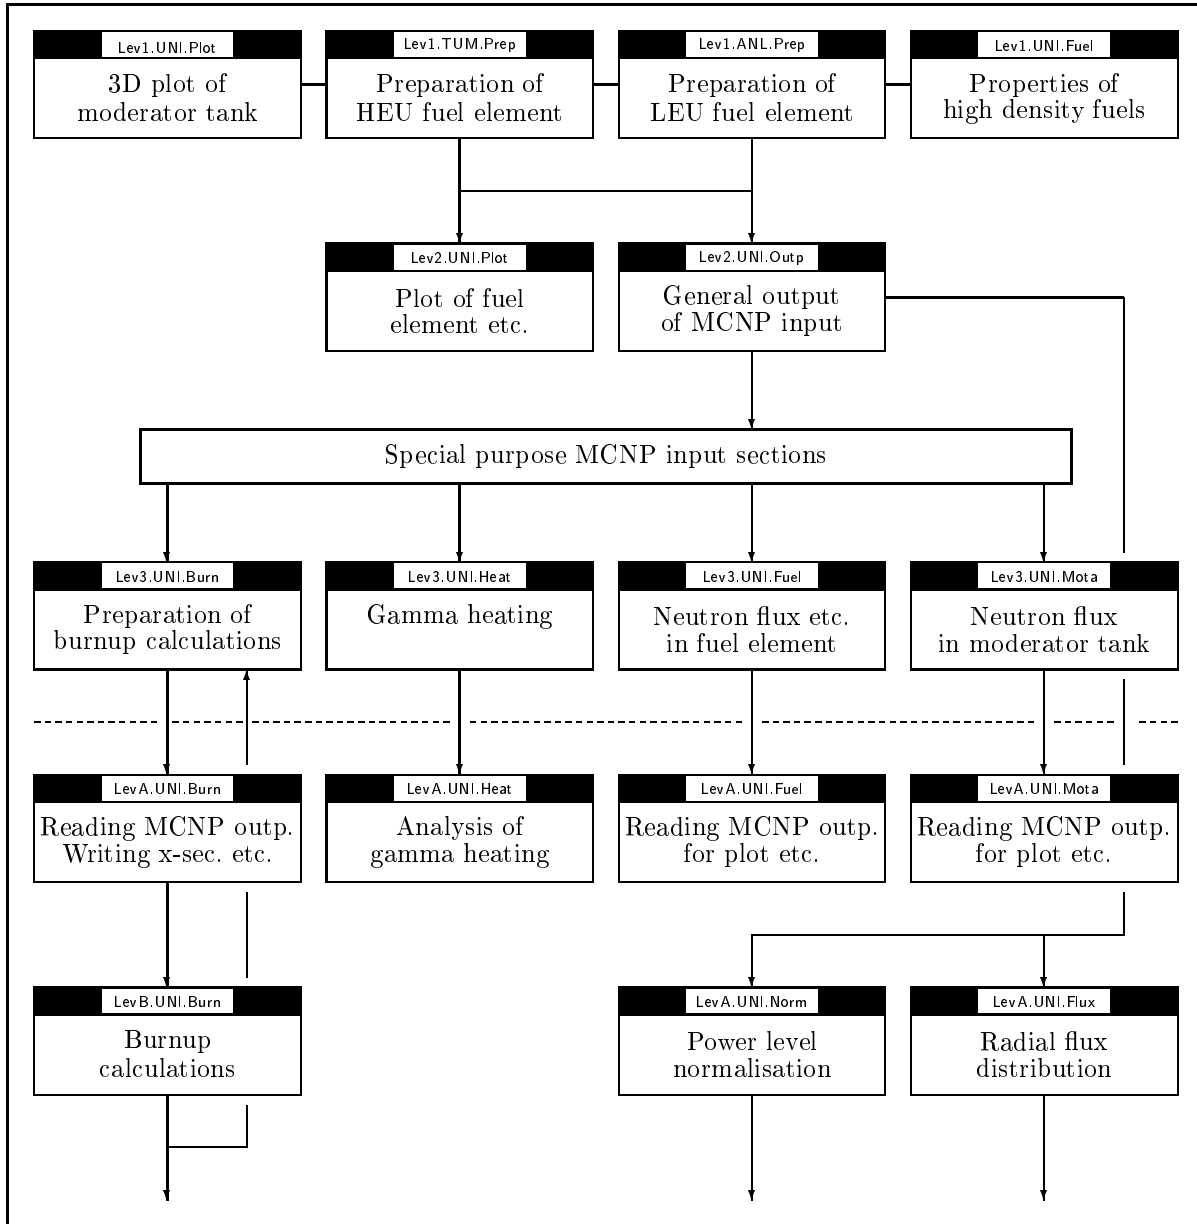 Lev1.UNI.Plot
3D plot of
moderator tank
Lev1.TUM.Prep
Preparation of
HEU fuel element
Lev1.ANL.Prep
Preparation of
LEU fuel element
Lev1.UNI.Fuel
Properties of
high density fuels
Lev2.UNI.Plot
Plot of fuel
element etc.
Lev2.UNI.Outp
General output
of MCNP input
Special purpose MCNP input sections
Lev3.UNI.Burn
Preparation of
burnup calculations
Lev3.UNI.Heat
Gamma heating
Lev3.UNI.Fuel
Neutron flux etc.
in fuel element
Lev3.UNI.Mota
Neutron flux
in moderator tank
LevA.UNI.Burn
Reading MCNP outp.
Writing x-sec. etc.
LevA.UNI.Heat
Analysis of
gamma heating
LevA.UNI.Fuel
Reading MCNP outp.
for plot etc.
LevA.UNI.Mota
Reading MCNP outp.
for plot etc.
LevB.UNI.Burn
Burnup
calculations
LevA.UNI.Norm
Power level
normalisation
LevA.UNI.Flux
Radial flux
distribution